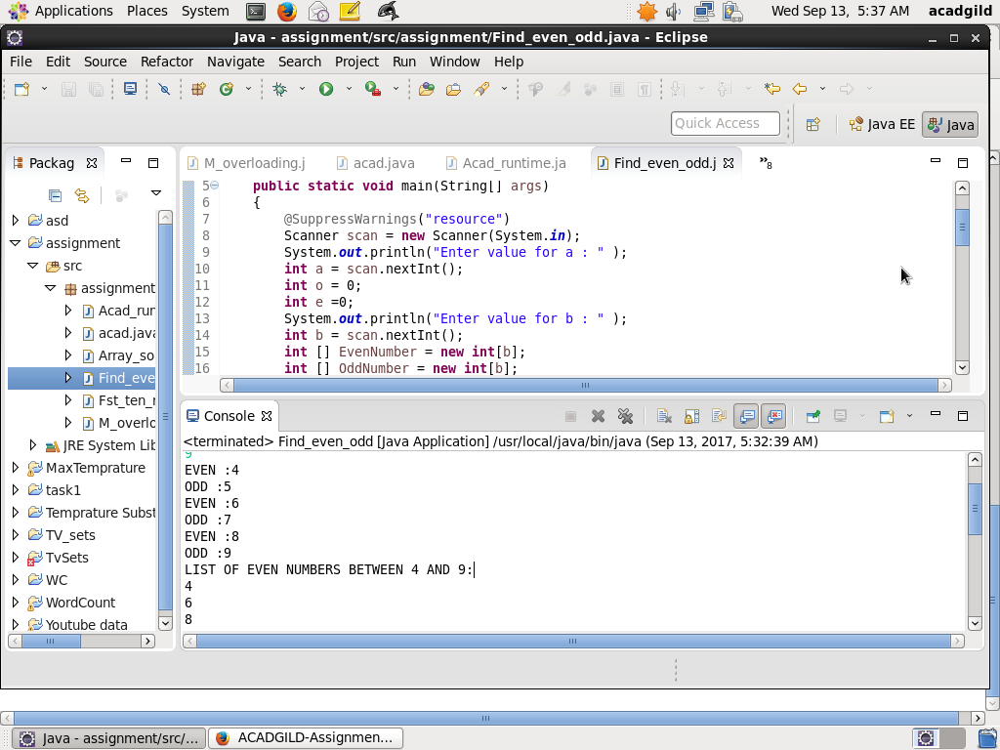 Applications Places System Wed Sep 13, 5:37 AM acadgild
Java - assignment/src/assignment/Find_even_odd.java - Eclipse
File Edit Source Refactor Navigate Search Project Run Window Help
Quick Access Java EE Java
Packag
asd
assignment
src
assignment
Acad_run
acad.java
Array_so
Find_eve
Fst_ten_
M_overlo
JRE System Lib
MaxTemprature
task1
Temprature Subst
TV_sets
TvSets
WC
WordCount
Youtube data
M_overloading.j acad.java Acad_runtime.ja Find_even_odd.j »8
5 public static void main(String[] args)
6 {
7 @SuppressWarnings("resource")
8 Scanner scan = new Scanner(System.in);
9 System.out.println("Enter value for a : " );
10 int a = scan.nextInt();
11 int o = 0;
12 int e =0;
13 System.out.println("Enter value for b : " );
14 int b = scan.nextInt();
15 int [] EvenNumber = new int[b];
16 int [] OddNumber = new int[b];
Console
<terminated> Find_even_odd [Java Application] /usr/local/java/bin/java (Sep 13, 2017, 5:32:39 AM)
9
EVEN :4
ODD :5
EVEN :6
ODD :7
EVEN :8
ODD :9
LIST OF EVEN NUMBERS BETWEEN 4 AND 9:
4
6
8
Java - assignment/src/... ACADGILD-Assignmen...